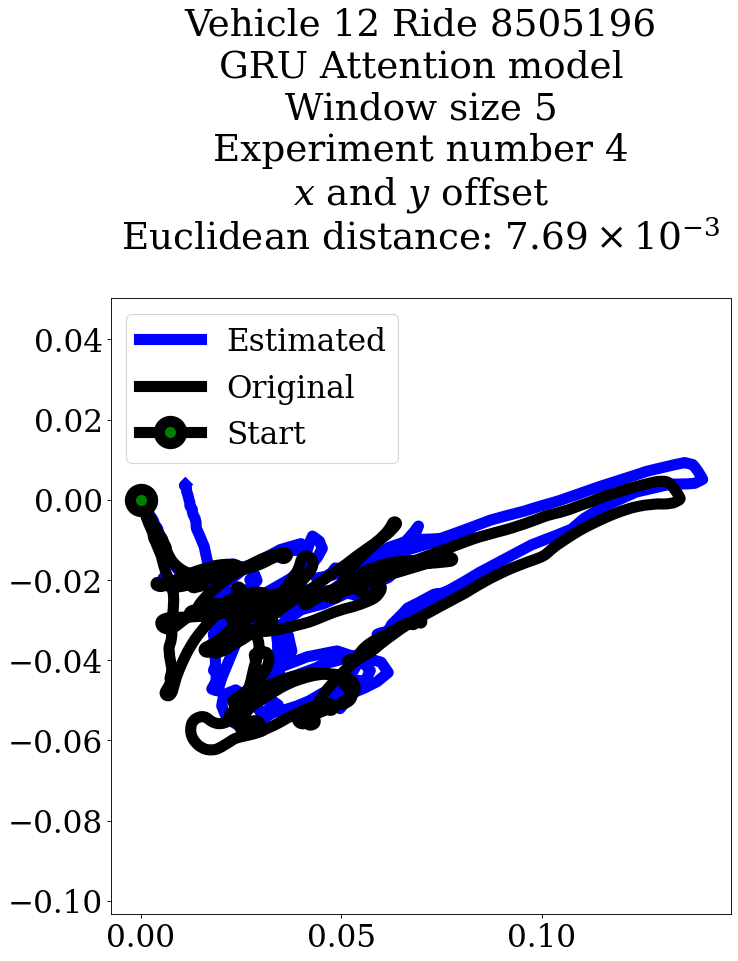 Vehicle 12 Ride 8505196
GRU Attention model
Window size 5
Experiment number 4
x and y offset
Euclidean distance: 7.69 × 10⁻³
Estimated
Original
Start
0.04
0.02
0.00
−0.02
−0.04
−0.06
−0.08
−0.10
0.00 0.05 0.10